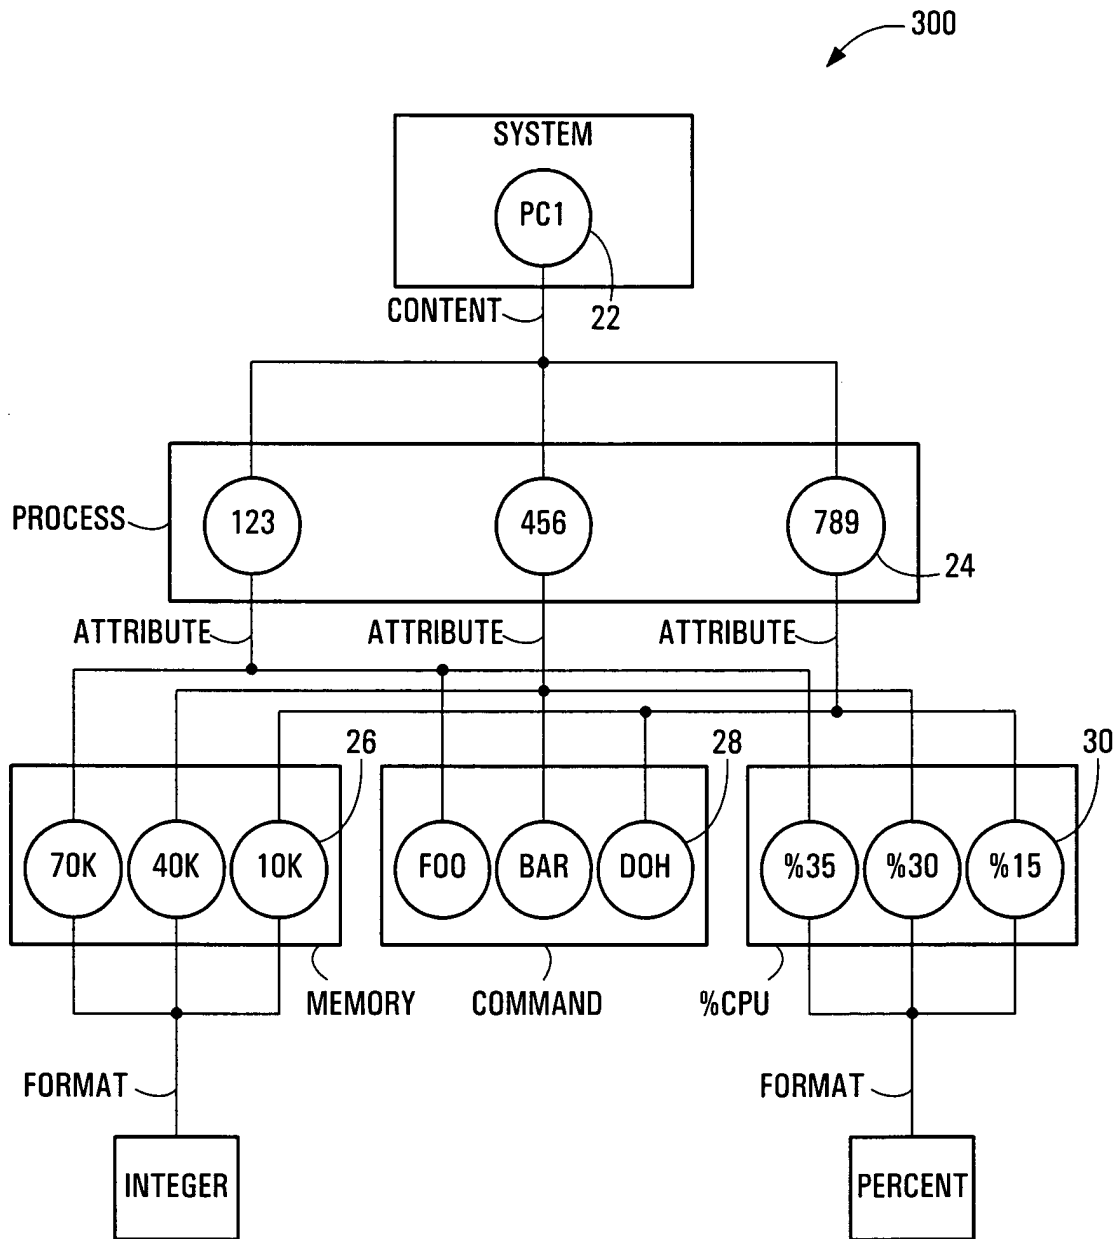 300
SYSTEM
PC1
CONTENT
22
PROCESS
123
456
789
24
ATTRIBUTE
ATTRIBUTE
ATTRIBUTE
26
28
30
70K
40K
10K
FOO
BAR
DOH
%35
%30
%15
MEMORY
COMMAND
%CPU
FORMAT
FORMAT
INTEGER
PERCENT